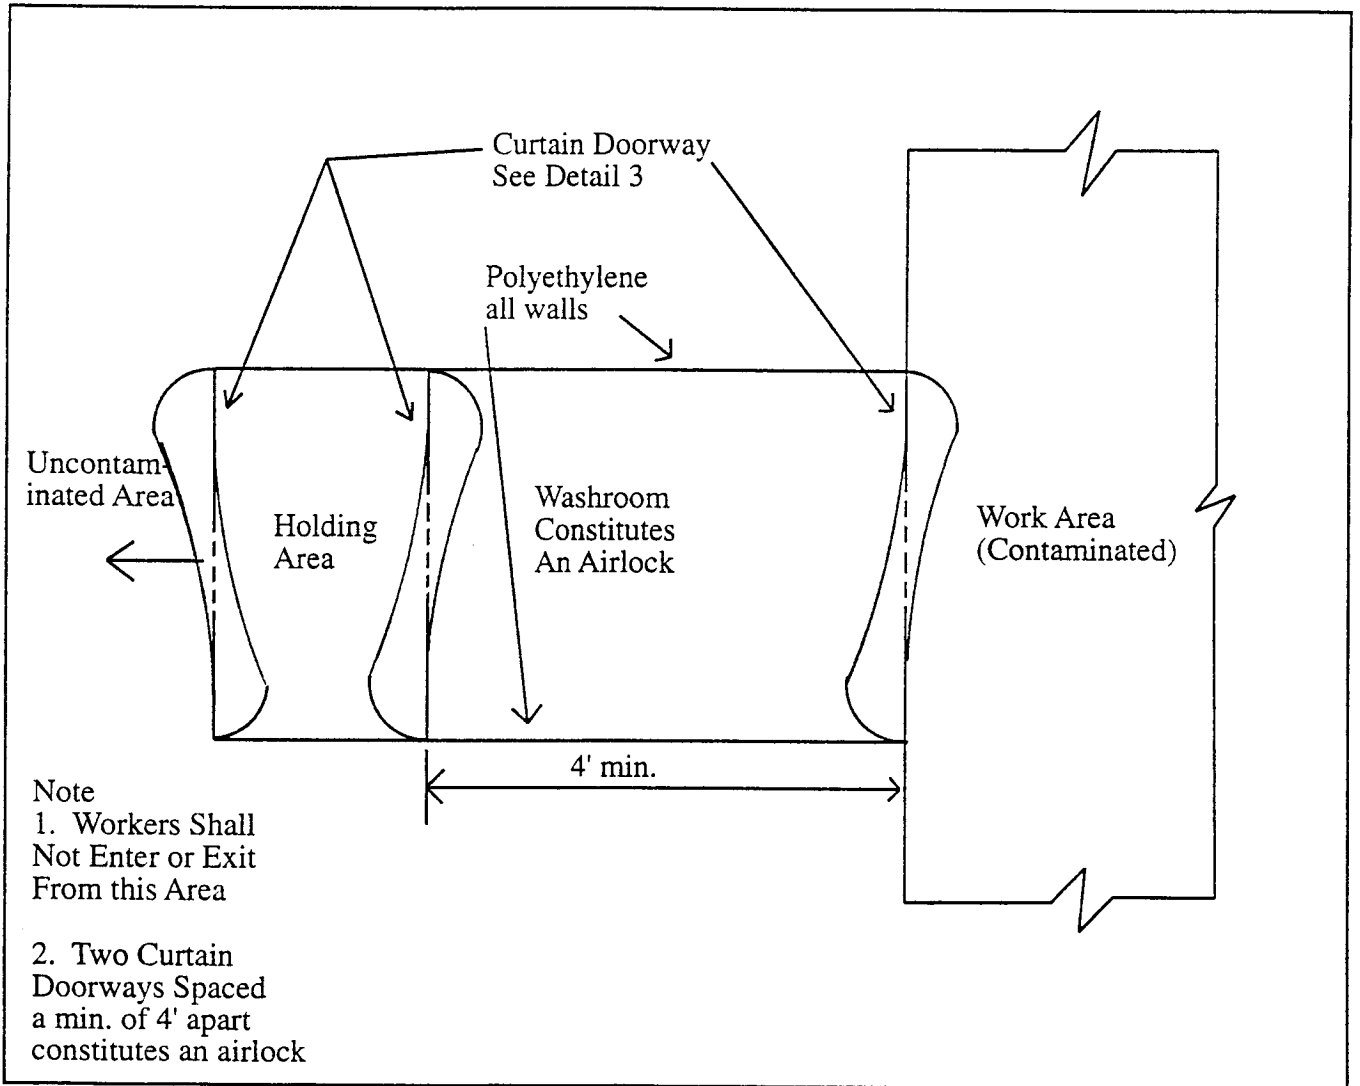 Curtain Doorway
See Detail 3
Polyethylene
all walls
Uncontam-
inated Area
Holding
Area
Washroom
Constitutes
An Airlock
Work Area
(Contaminated)
4' min.
Note
1. Workers Shall
Not Enter or Exit
From this Area
2. Two Curtain
Doorways Spaced
a min. of 4' apart
constitutes an airlock